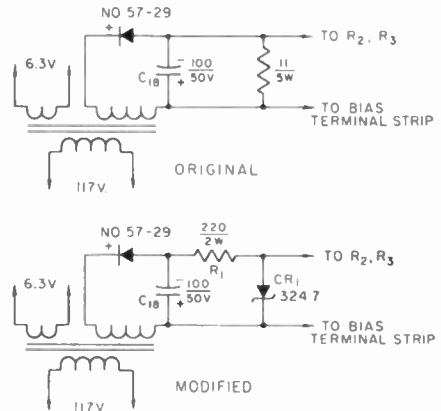 NO 57-29
+
TO R2, R3
6.3V
- 100
+ 50V
C18
11
5W
TO BIAS
TERMINAL STRIP
117V.
ORIGINAL
NO 57-29
+
220
2W
R1
TO R2, R3
6.3V
- 100
+ 50V
C18
CR1
324 7
TO BIAS
TERMINAL STRIP
117V
MODIFIED